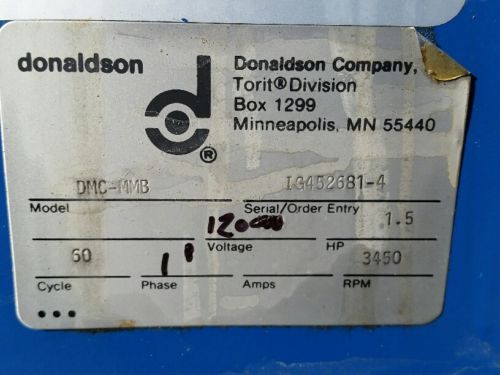 donaldson
Donaldson Company,
Torit® Division
Box 1299
Minneapolis, MN 55440
d
®
DMC-MMB
IG452681-4
Model
Serial/Order Entry
120
1.5
Voltage
HP
60
1
3450
Cycle
Phase
Amps
RPM